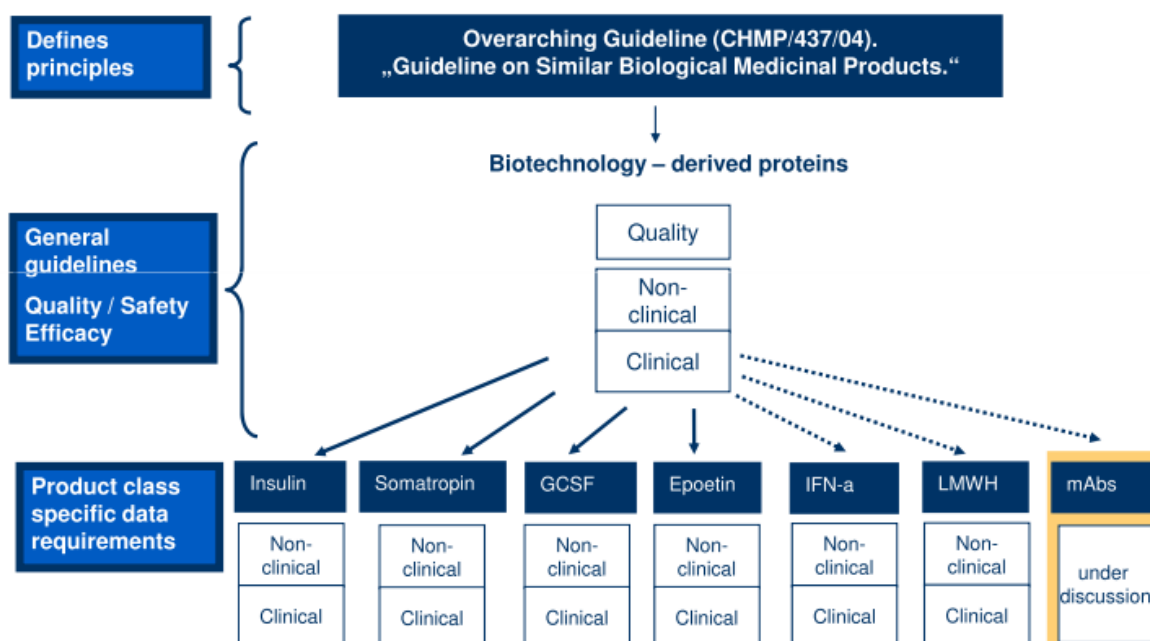 Defines
principles
Overarching Guideline (CHMP/437/04).
„Guideline on Similar Biological Medicinal Products.“
Biotechnology – derived proteins
General
guidelines
Quality / Safety
Efficacy
Quality
Non-
clinical
Clinical
Product class
specific data
requirements
Insulin
Somatropin
GCSF
Epoetin
IFN-a
LMWH
mAbs
Non-
clinical
Clinical
Non-
clinical
Clinical
Non-
clinical
Clinical
Non-
clinical
Clinical
Non-
clinical
Clinical
Non-
clinical
Clinical
under
discussion